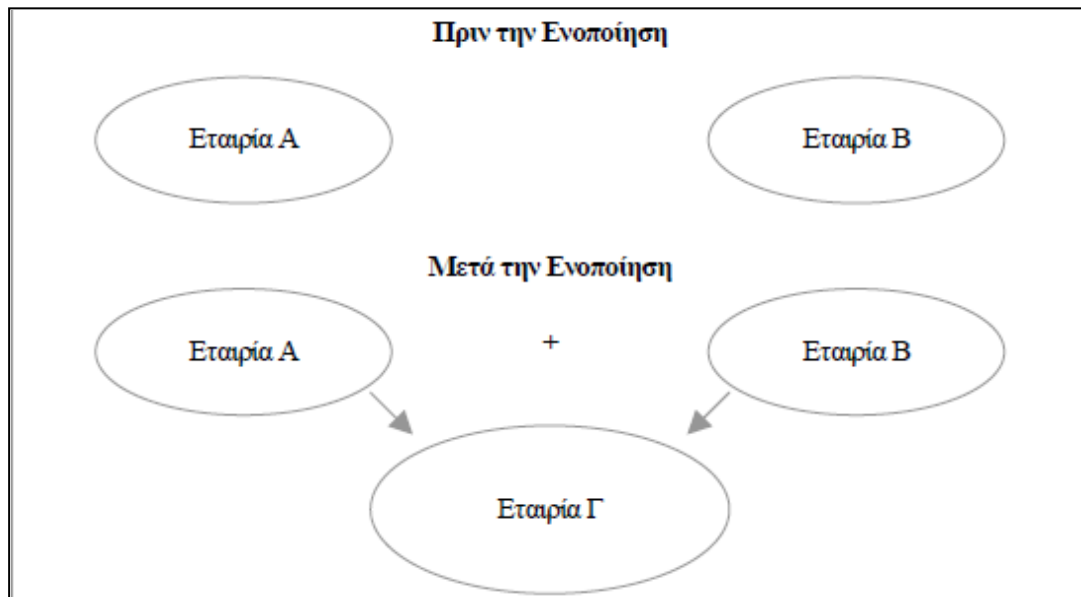 Πριν την Ενοποίηση
Εταιρία Α
Εταιρία Β
Μετά την Ενοποίηση
Εταιρία Α
+
Εταιρία Β
Εταιρία Γ